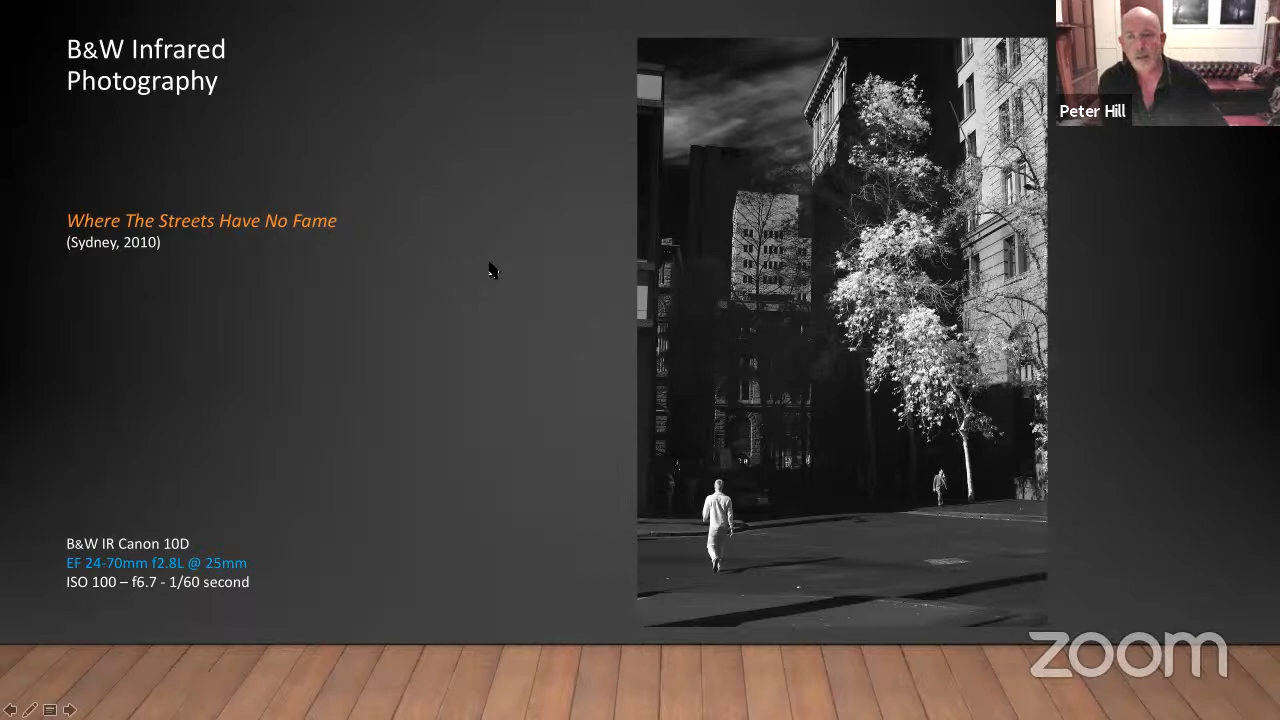 B&W Infrared
Photography
Peter Hill
Where The Streets Have No Fame
(Sydney, 2010)
B&W IR Canon 10D
EF 24-70mm f2.8L @ 25mm
ISO 100 – f6.7 - 1/60 second
zoom